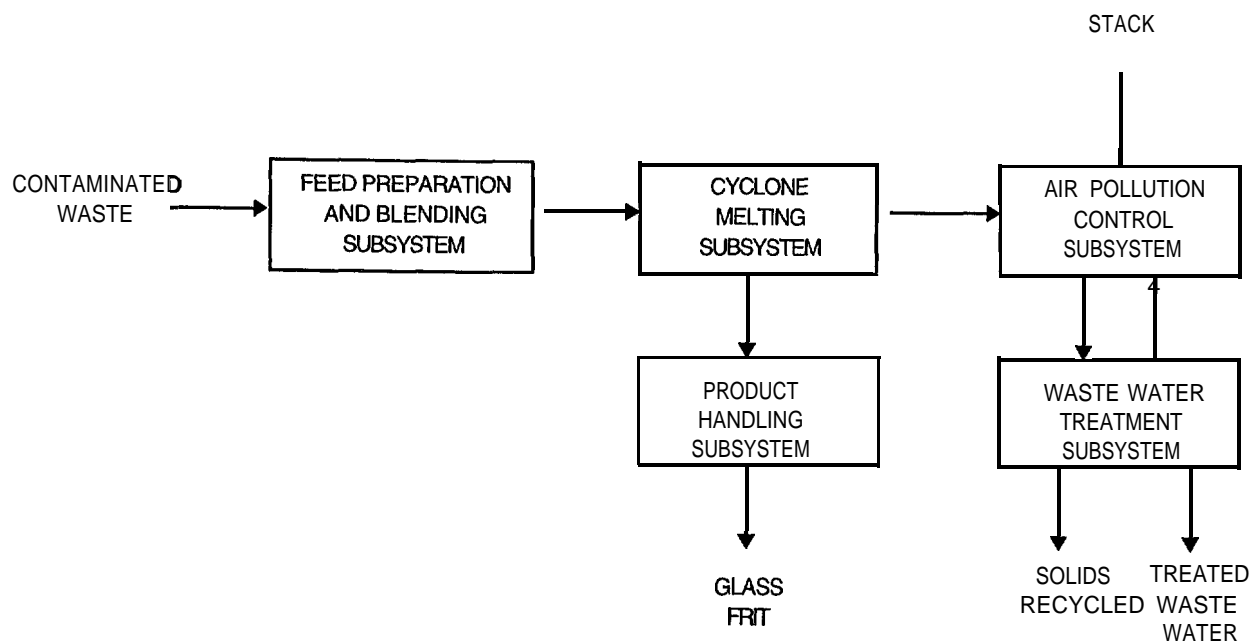 STACK
CONTAMINATED
WASTE
FEED PREPARATION
AND BLENDING
SUBSYSTEM
CYCLONE
MELTING
SUBSYSTEM
AIR POLLUTION
CONTROL
SUBSYSTEM
4
PRODUCT
HANDLING
SUBSYSTEM
WASTE WATER
TREATMENT
SUBSYSTEM
GLASS
FRIT
SOLIDS
RECYCLED
TREATED
WASTE
WATER